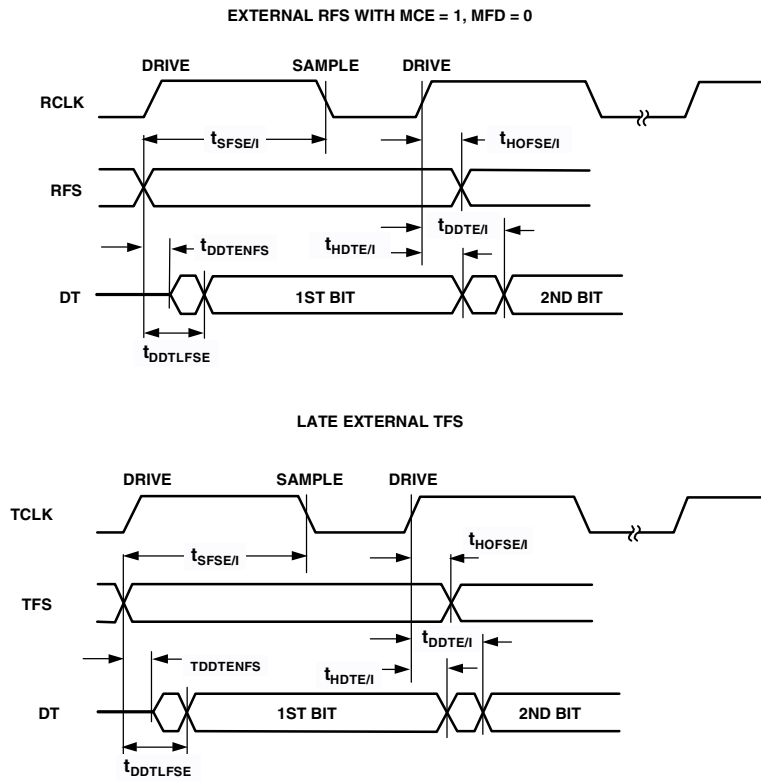 EXTERNAL RFS WITH MCE = 1, MFD = 0
DRIVE SAMPLE DRIVE
RCLK
tSFSE/I tHOFSE/I
RFS
tDDTE/I
tDDTENFS tHDTE/I
DT 1ST BIT 2ND BIT
tDDTLFSE
LATE EXTERNAL TFS
DRIVE SAMPLE DRIVE
TCLK
tHOFSE/I
tSFSE/I
TFS
tDDTE/I
TDDTENFS tHDTE/I
DT 1ST BIT 2ND BIT
tDDTLFSE